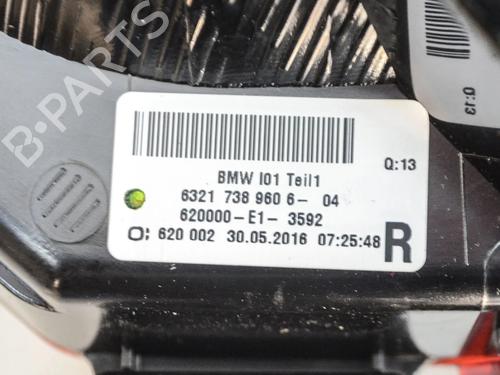 B-PARTS
Q:13
Q:13
BMW I01 Teil1
6321 738 960 6- 04
620000-E1- 3592
O; 620 002 30.05.2016 07:25:48 R